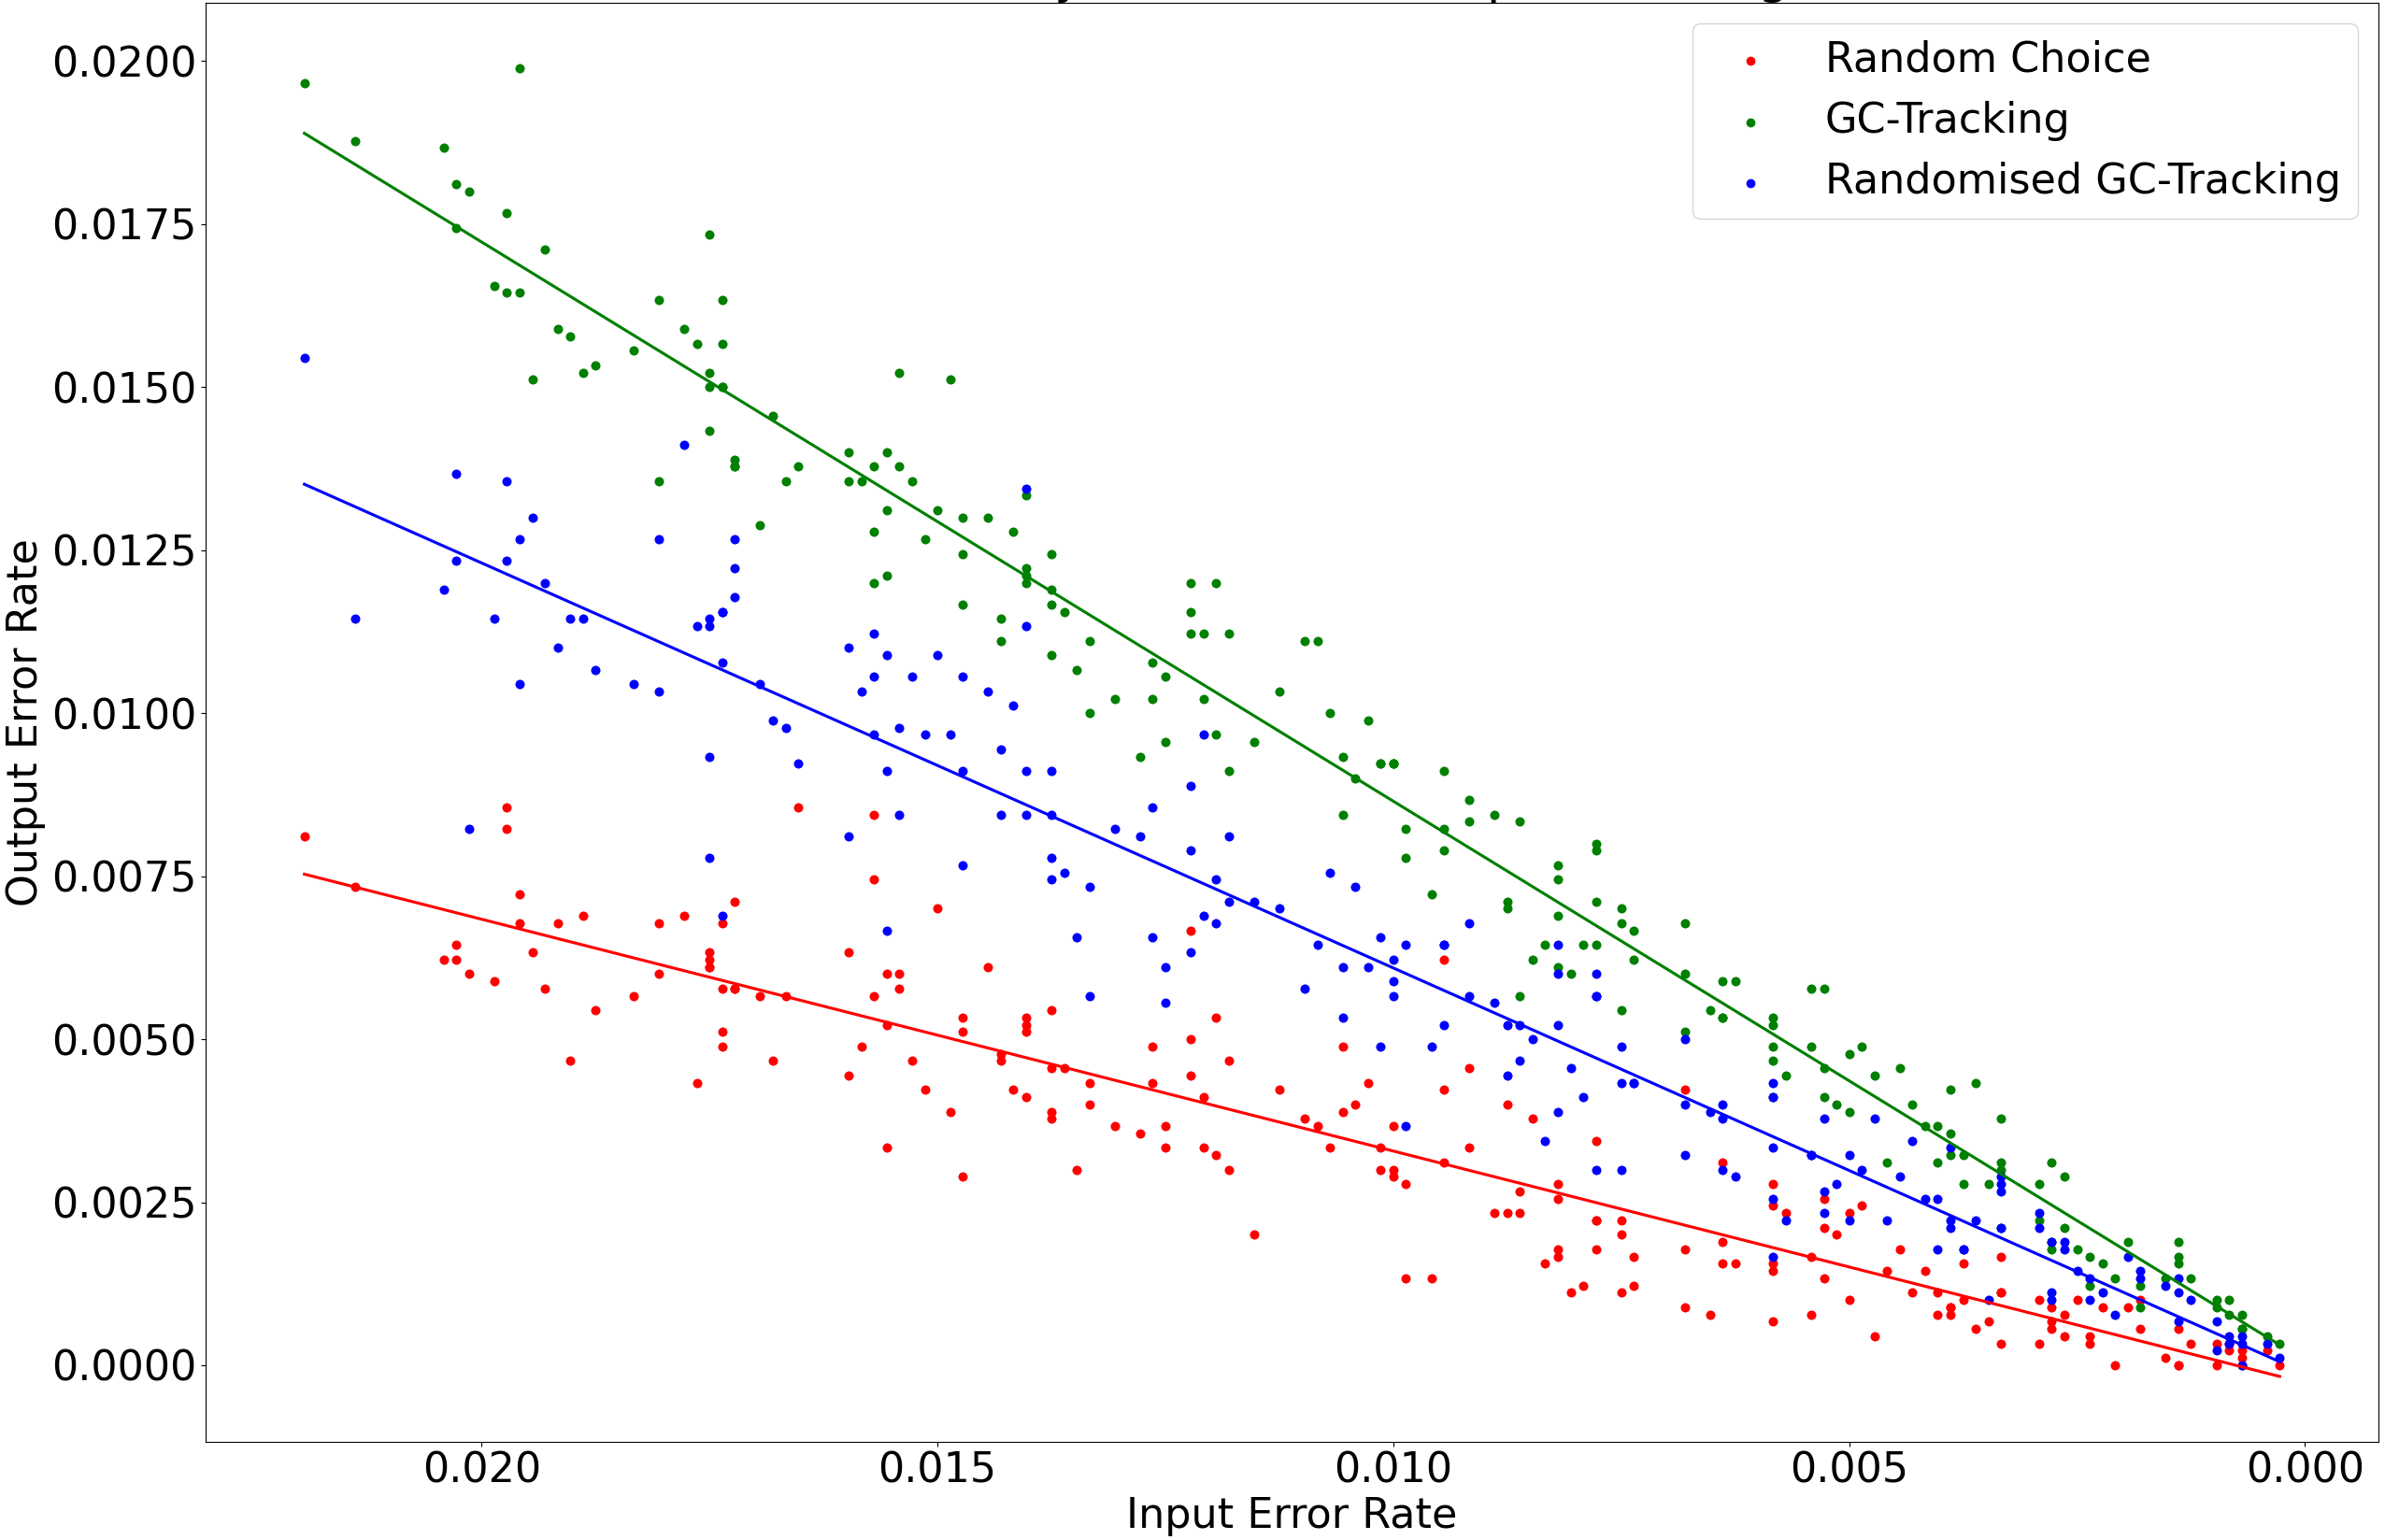 Random Choice
GC-Tracking
Randomised GC-Tracking
0.0200
0.0175
0.0150
0.0125
0.0100
0.0075
0.0050
0.0025
0.0000
Output Error Rate
0.020 0.015 0.010 0.005 0.000
Input Error Rate